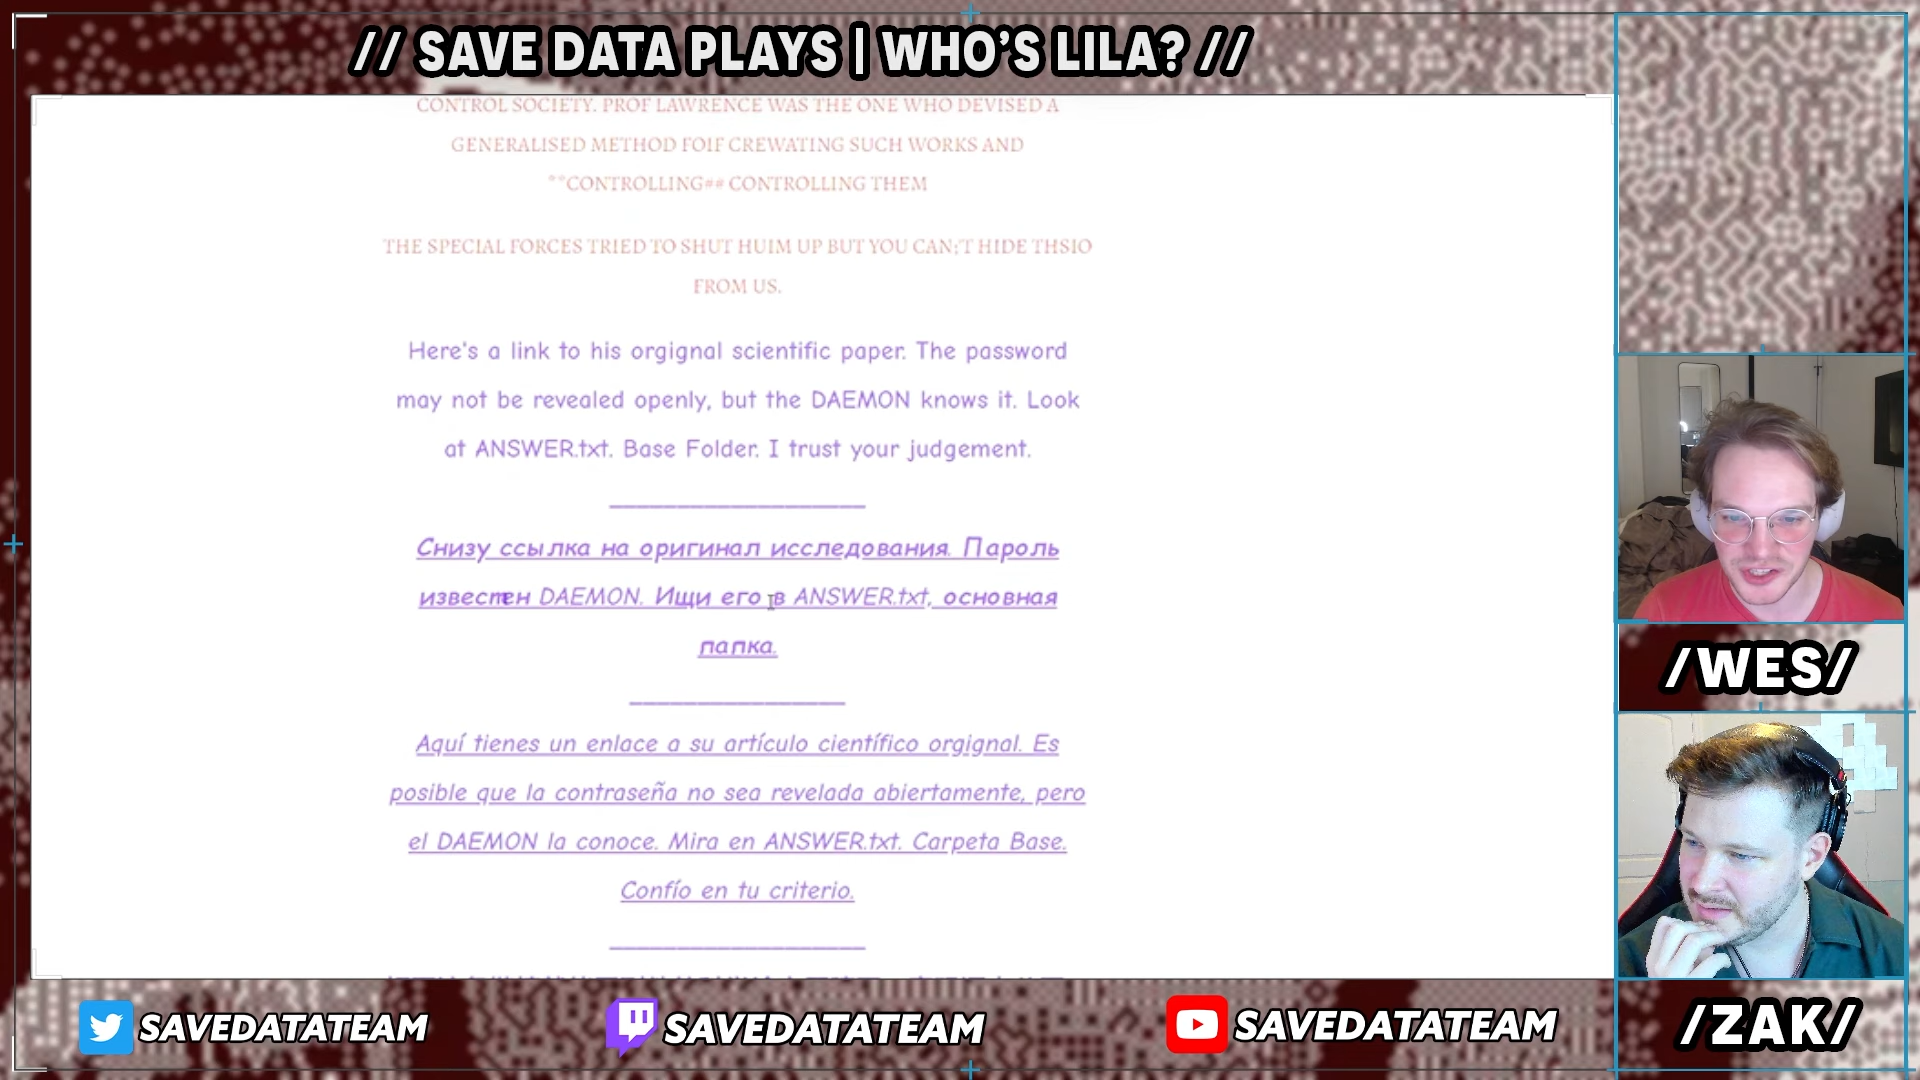 // SAVE DATA PLAYS | WHO'S LILA? //
CONTROL SOCIETY. PROF LAWRENCE WAS THE ONE WHO DEVISED A
GENERALISED METHOD FOIF CREWATING SUCH WORKS AND
**CONTROLLING## CONTROLLING THEM
THE SPECIAL FORCES TRIED TO SHUT HUIM UP BUT YOU CAN;'T HIDE THSIO
FROM US.
Here's a link to his orgignal scientific paper. The password
may not be revealed openly, but the DAEMON knows it. Look
at ANSWER.txt. Base Folder. I trust your judgement.
Снизу ссылка на оригинал исследования. Пароль
известен DAEMON. Ищи его в ANSWER.txt, основная
папка.
Aquí tienes un enlace a su artículo científico orgignal. Es
posible que la contraseña no sea revelada abiertamente, pero
el DAEMON la conoce. Mira en ANSWER.txt. Carpeta Base.
Confío en tu criterio.
/WES/
/ZAK/
SAVEDATATEAM
SAVEDATATEAM
SAVEDATATEAM